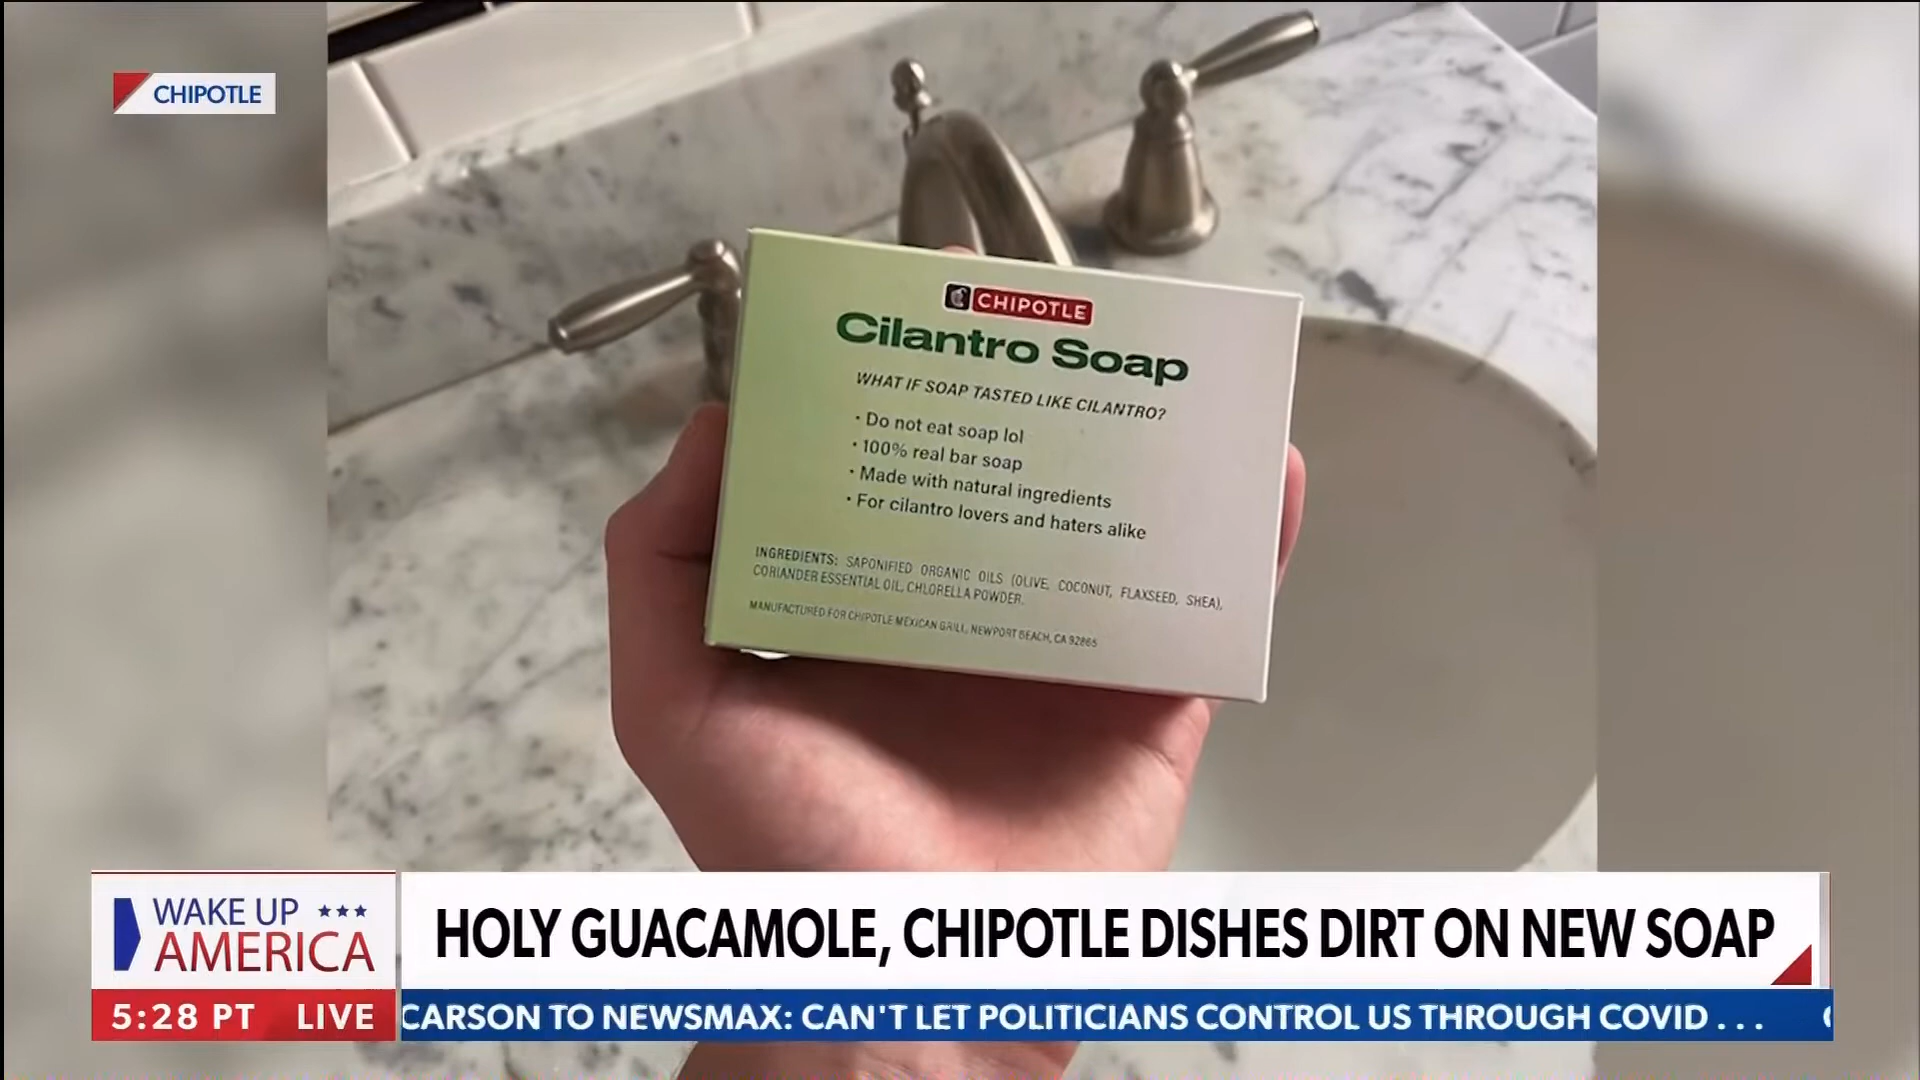 CHIPOTLE
CHIPOTLE
Cilantro Soap
WHAT IF SOAP TASTED LIKE CILANTRO?
· Do not eat soap lol
· 100% real bar soap
· Made with natural ingredients
· For cilantro lovers and haters alike
INGREDIENTS: SAPONIFIED ORGANIC OILS (OLIVE, COCONUT, FLAXSEED, SHEA),
CORIANDER ESSENTIAL OIL, CHLORELLA POWDER.
MANUFACTURED FOR CHIPOTLE MEXICAN GRILL, NEWPORT BEACH, CA 92865
WAKE UP
AMERICA
HOLY GUACAMOLE, CHIPOTLE DISHES DIRT ON NEW SOAP
5:28 PT LIVE
CARSON TO NEWSMAX: CAN'T LET POLITICIANS CONTROL US THROUGH COVID . . .